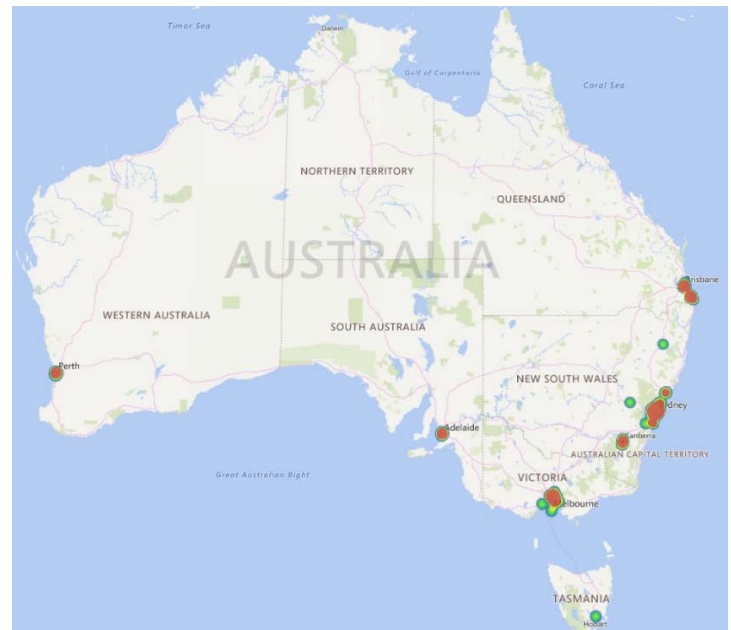 Timor Sea
Darwin
Gulf of Carpentaria
Coral Sea
NORTHERN TERRITORY
QUEENSLAND
AUSTRALIA
Brisbane
WESTERN AUSTRALIA
SOUTH AUSTRALIA
Perth
NEW SOUTH WALES
dney
Adelaide
Canberra
AUSTRALIAN CAPITAL TERRITORY
Great Australian Bight
VICTORIA
elbourne
TASMANIA
Hobart